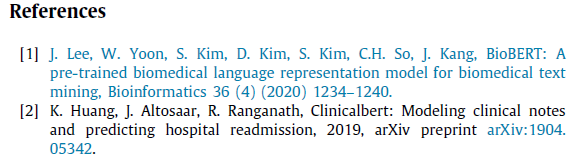 References
[1] J. Lee, W. Yoon, S. Kim, D. Kim, S. Kim, C.H. So, J. Kang, BioBERT: A
pre-trained biomedical language representation model for biomedical text
mining, Bioinformatics 36 (4) (2020) 1234–1240.
[2] K. Huang, J. Altosaar, R. Ranganath, Clinicalbert: Modeling clinical notes
and predicting hospital readmission, 2019, arXiv preprint arXiv:1904.
05342.